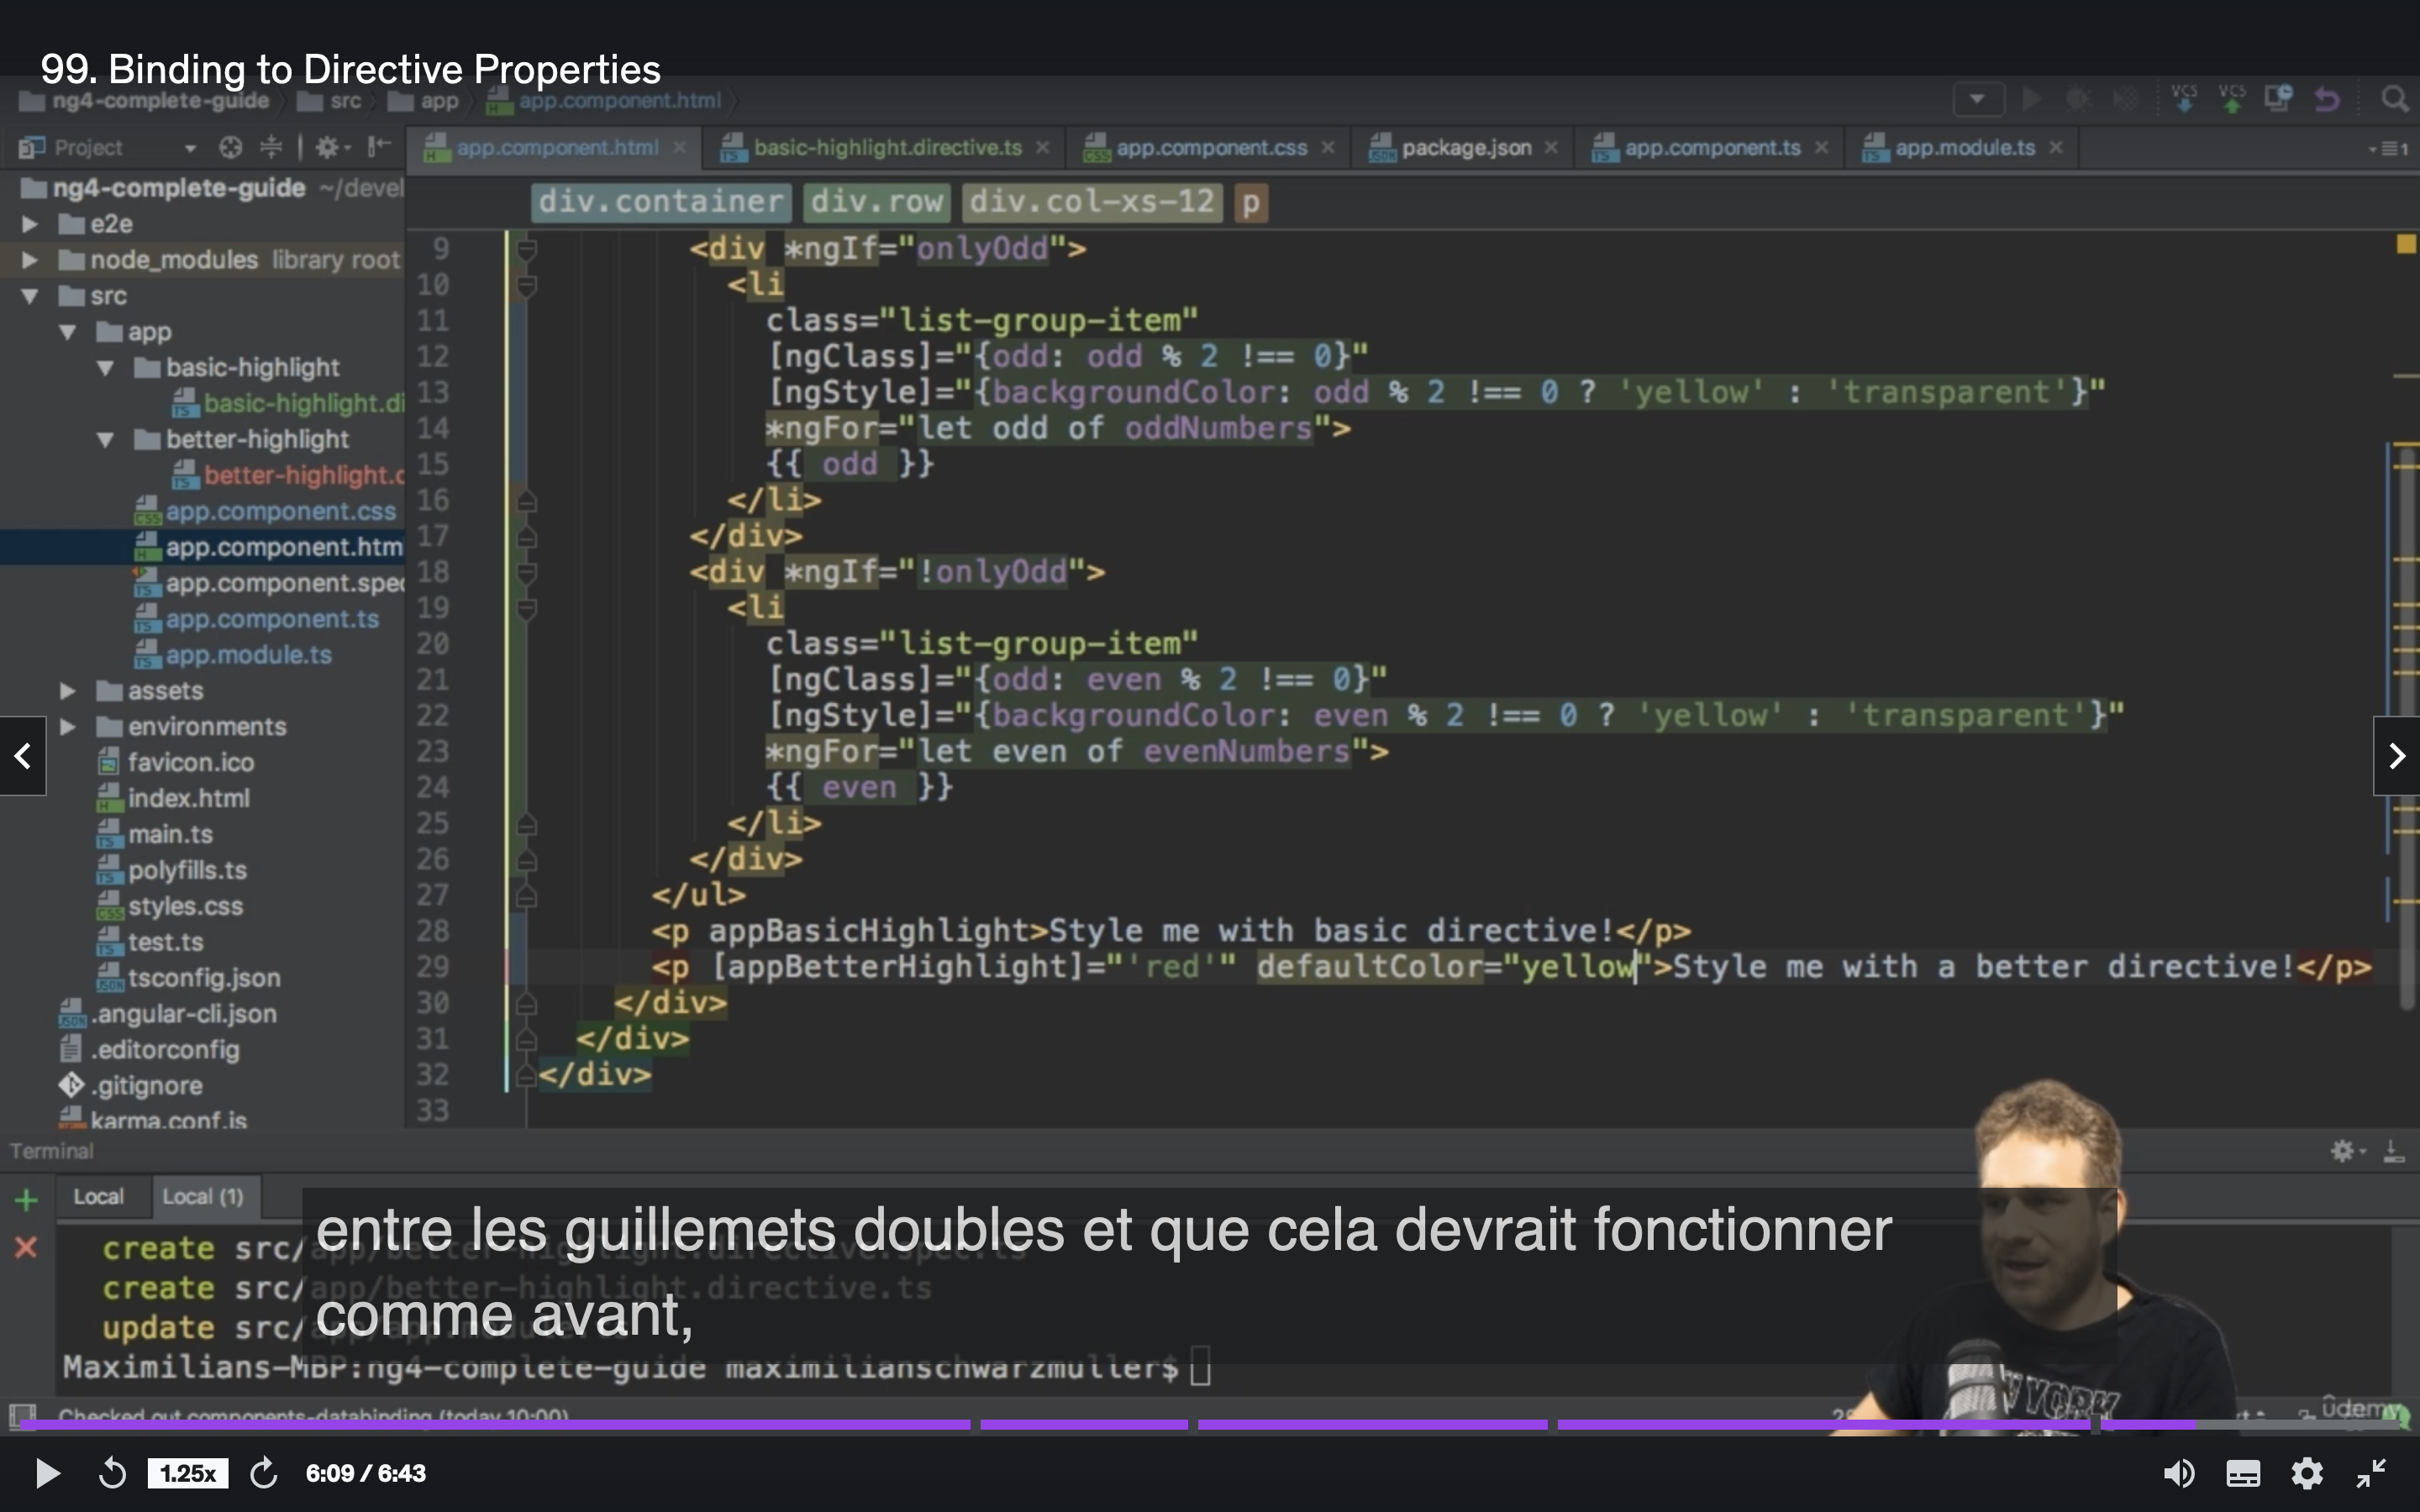 99. Binding to Directive Properties
ng4-complete-guide src app app.component.html
VCS VCS
Project
app.component.html basic-highlight.directive.ts app.component.css package.json app.component.ts app.module.ts
1
ng4-complete-guide ~/devel
e2e
node_modules library root
src
app
basic-highlight
basic-highlight.di
better-highlight
better-highlight.d
app.component.css
app.component.htm
app.component.spec
app.component.ts
app.module.ts
assets
environments
favicon.ico
index.html
main.ts
polyfills.ts
styles.css
test.ts
tsconfig.json
.angular-cli.json
.editorconfig
.gitignore
karma.conf.js
div.container div.row div.col-xs-12 p
9 <div *ngIf="onlyOdd">
10 <li
11 class="list-group-item"
12 [ngClass]="{odd: odd % 2 !== 0}"
13 [ngStyle]="{backgroundColor: odd % 2 !== 0 ? 'yellow' : 'transparent'}"
14 *ngFor="let odd of oddNumbers">
15 {{ odd }}
16 </li>
17 </div>
18 <div *ngIf="!onlyOdd">
19 <li
20 class="list-group-item"
21 [ngClass]="{odd: even % 2 !== 0}"
22 [ngStyle]="{backgroundColor: even % 2 !== 0 ? 'yellow' : 'transparent'}"
23 *ngFor="let even of evenNumbers">
24 {{ even }}
25 </li>
26 </div>
27 </ul>
28 <p appBasicHighlight>Style me with basic directive!</p>
29 <p [appBetterHighlight]="'red'" defaultColor="yellow">Style me with a better directive!</p>
30 </div>
31 </div>
32 </div>
33
Terminal
Local Local (1)
create src/app/better-highlight.directive.spec.ts
create src/app/better-highlight.directive.ts
update src/app/app.module.ts
Maximilians-MBP:ng4-complete-guide maximilianschwarzmuller$
entre les guillemets doubles et que cela devrait fonctionner
comme avant,
Checked out components-databinding (today 10:00)
YORK
ûdemy
1.25x 6:09 / 6:43